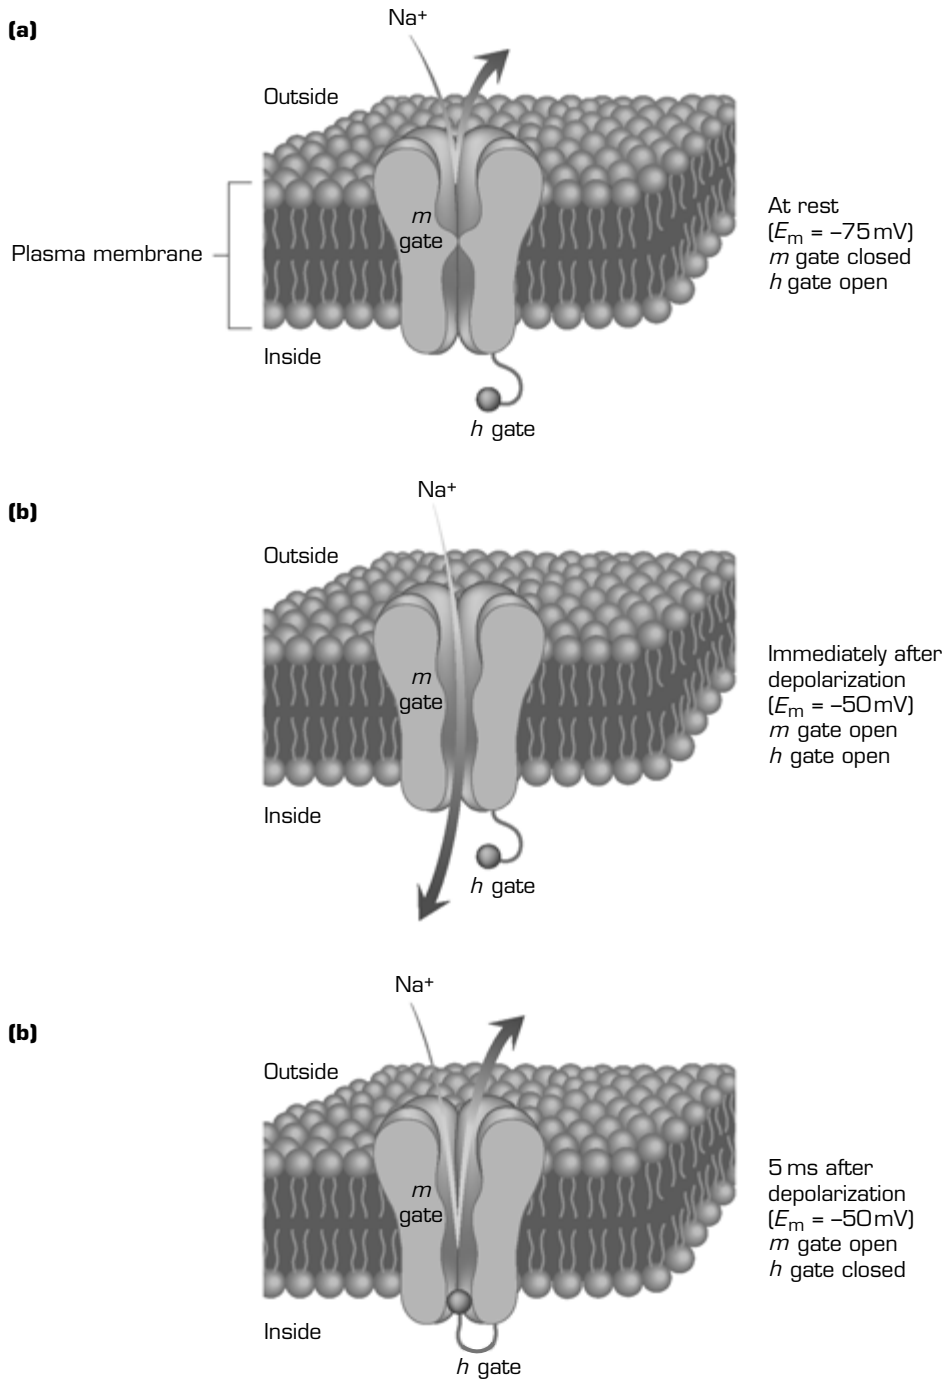 (a)
Na+
Outside
m
gate
Plasma membrane
At rest
(Em = –75 mV)
m gate closed
h gate open
Inside
h gate
(b)
Na+
Outside
m
gate
Immediately after
depolarization
(Em = –50 mV)
m gate open
h gate open
Inside
h gate
(b)
Na+
Outside
m
gate
5 ms after
depolarization
(Em = –50 mV)
m gate open
h gate closed
Inside
h gate